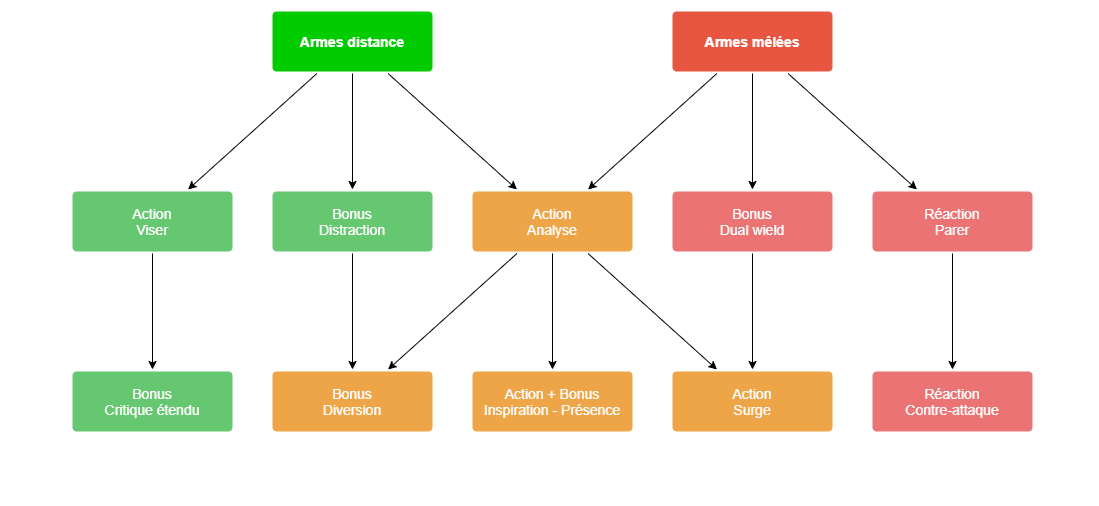 Armes distance
Armes mêlées
Action
Viser
Bonus
Distraction
Action
Analyse
Bonus
Dual wield
Réaction
Parer
Bonus
Critique étendu
Bonus
Diversion
Action + Bonus
Inspiration - Présence
Action
Surge
Réaction
Contre-attaque